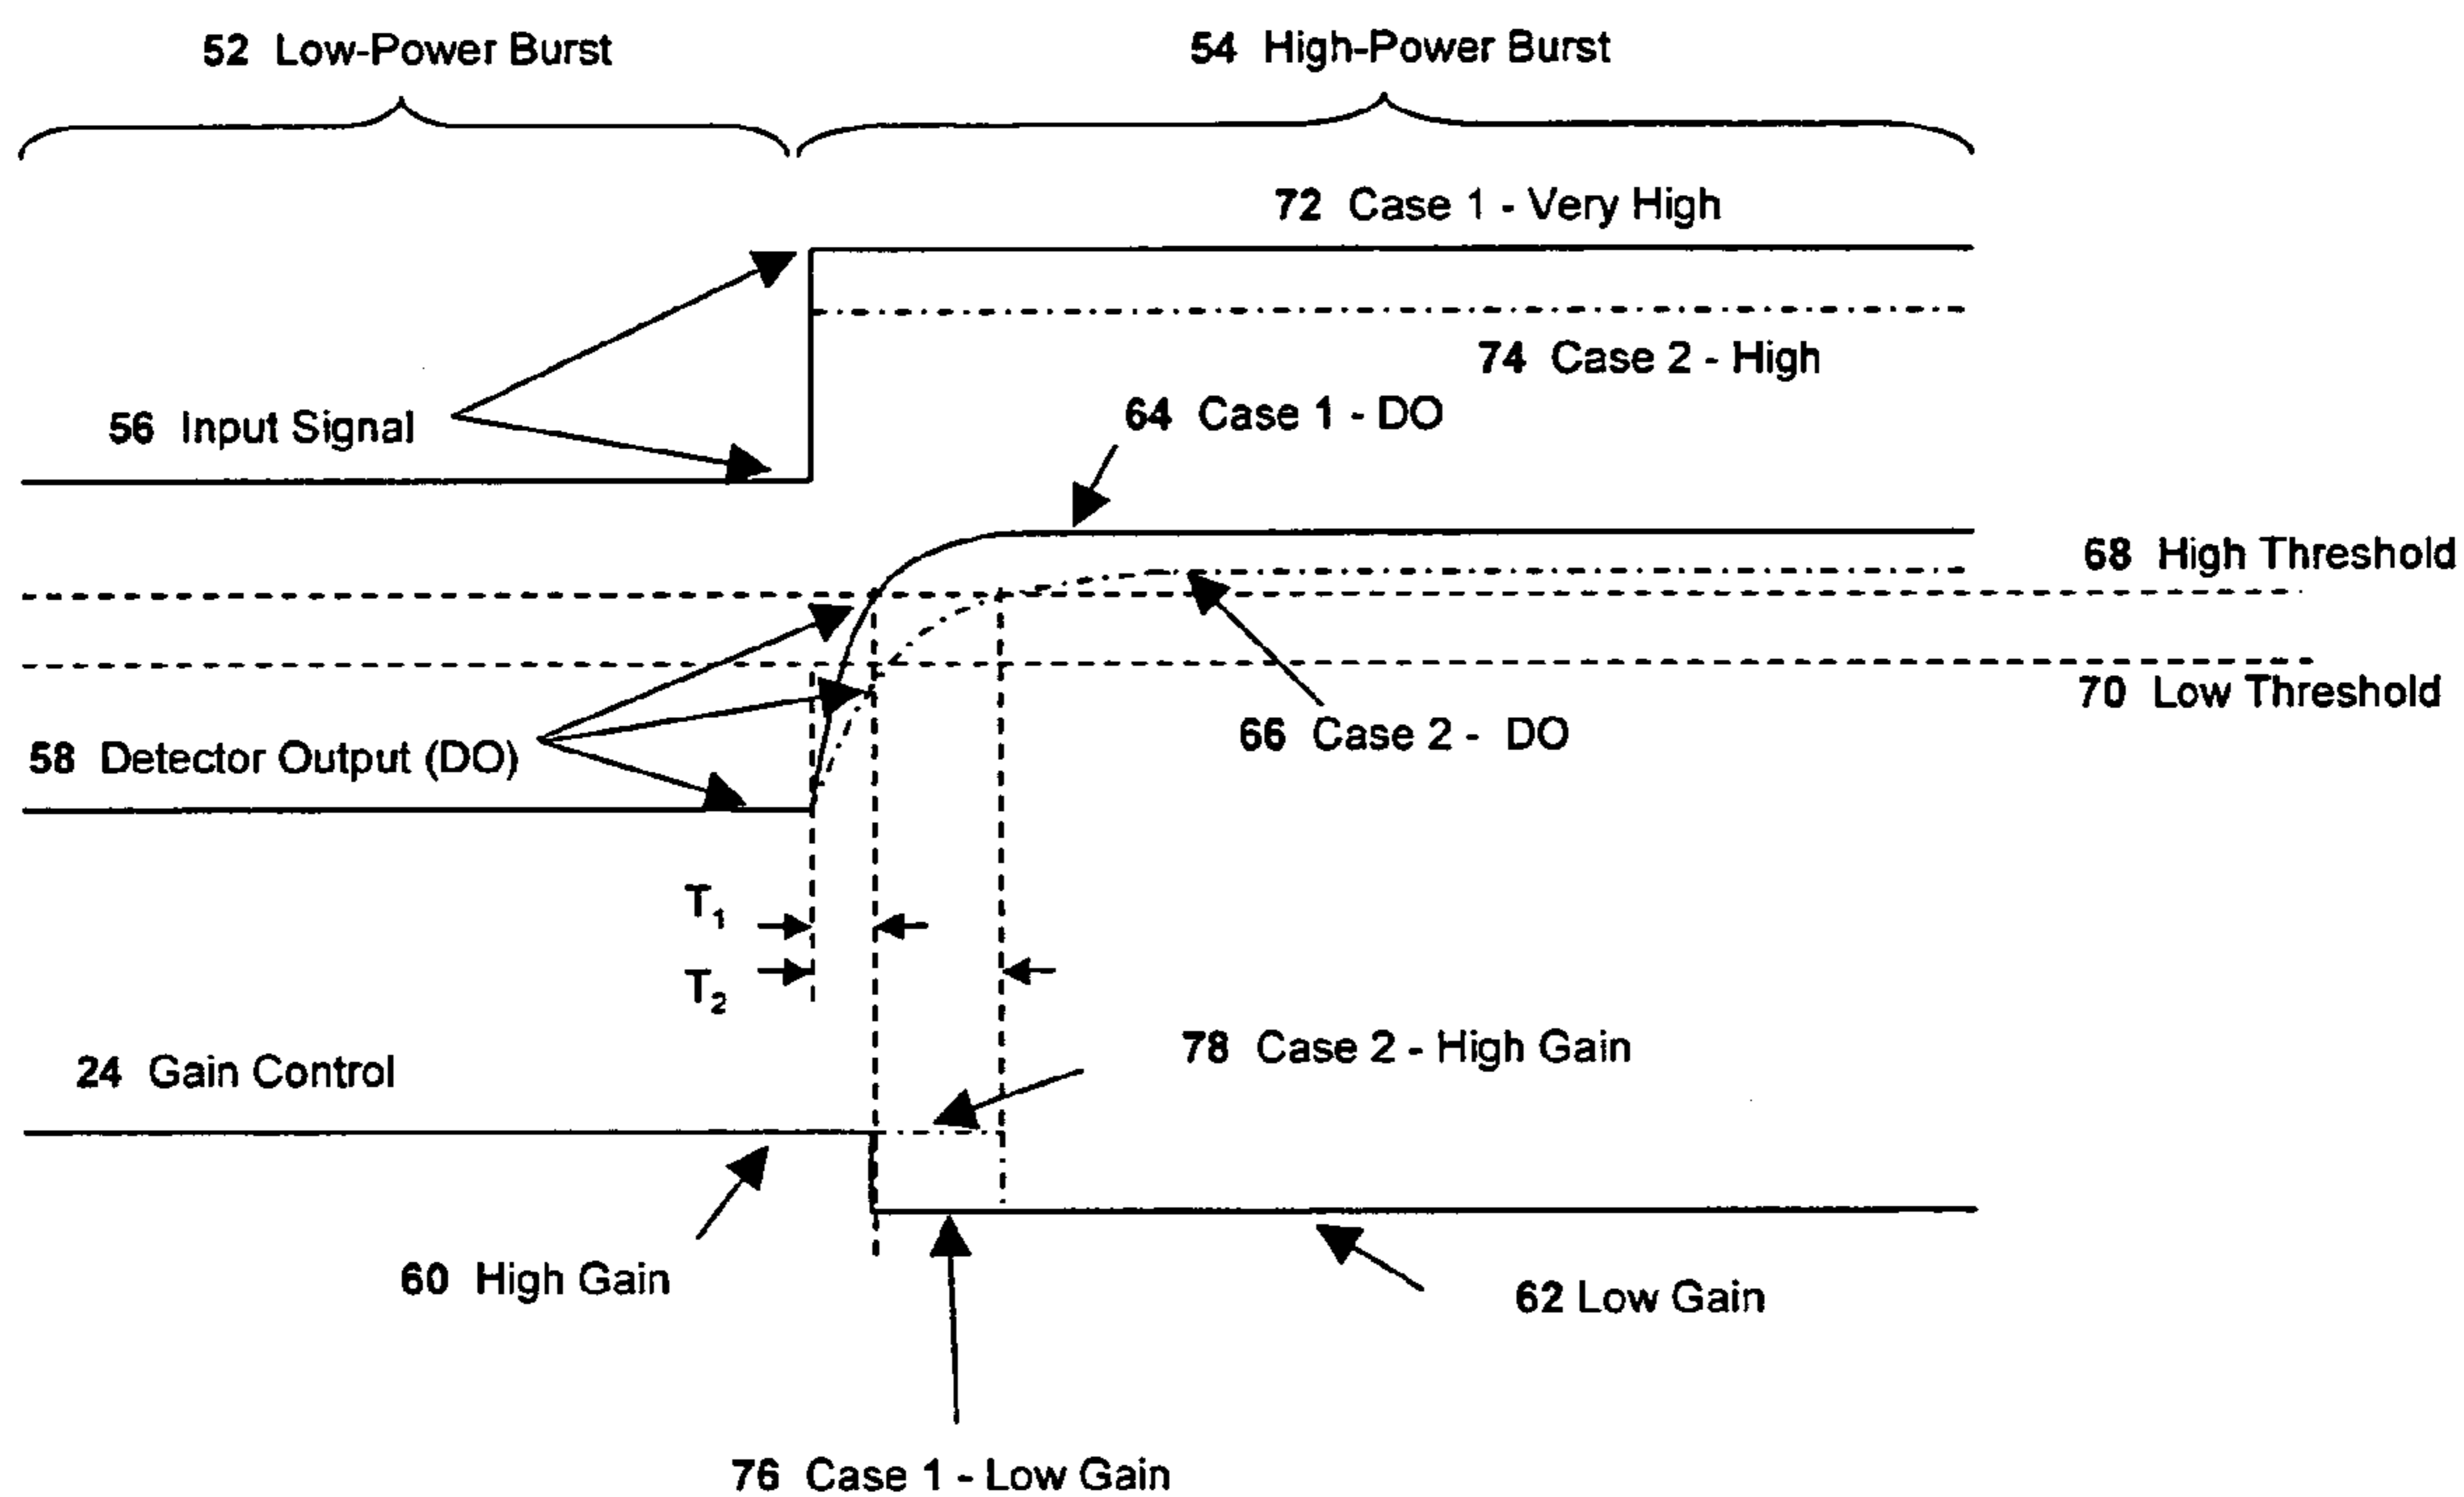 52 Low-Power Burst
54 High-Power Burst
72 Case 1 - Very High
74 Case 2 - High
56 Input Signal
64 Case 1 - DO
68 High Threshold
70 Low Threshold
66 Case 2 - DO
58 Detector Output (DO)
T1
T2
78 Case 2 - High Gain
24 Gain Control
60 High Gain
62 Low Gain
76 Case 1 - Low Gain